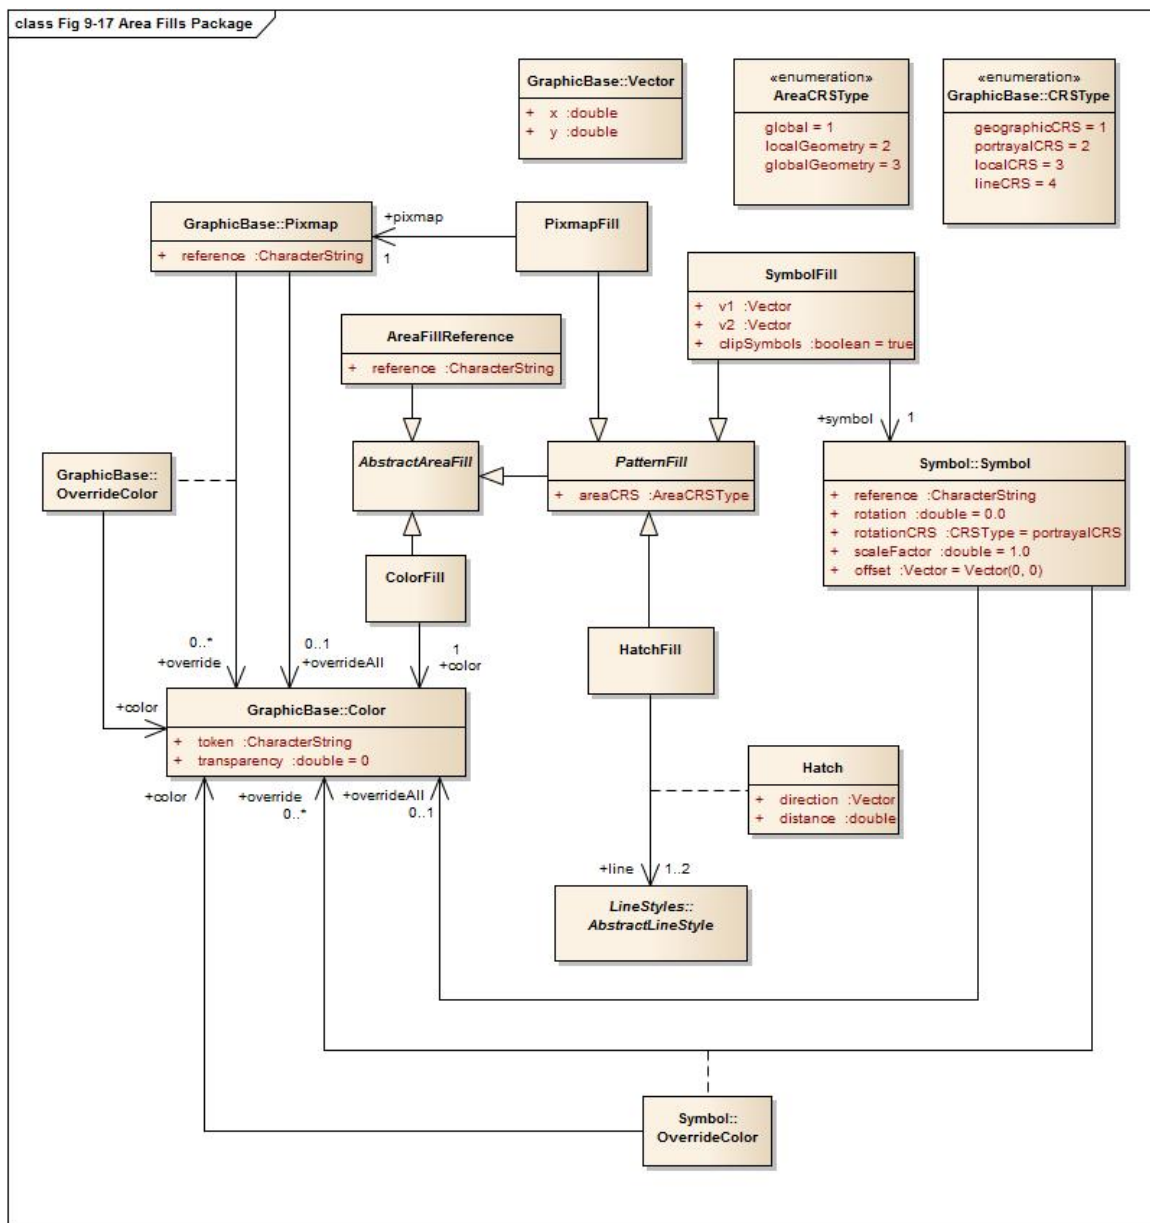 class Fig 9-17 Area Fills Package
GraphicBase::Vector
+ x :double
+ y :double
«enumeration»
AreaCRSType
global = 1
localGeometry = 2
globalGeometry = 3
«enumeration»
GraphicBase::CRSType
geographicCRS = 1
portrayalCRS = 2
localCRS = 3
lineCRS = 4
GraphicBase::Pixmap
+ reference :CharacterString
+pixmap
1
PixmapFill
SymbolFill
+ v1 :Vector
+ v2 :Vector
+ clipSymbols :boolean = true
AreaFillReference
+ reference :CharacterString
+symbol
1
GraphicBase::
OverrideColor
AbstractAreaFill
PatternFill
+ areaCRS :AreaCRSType
Symbol::Symbol
+ reference :CharacterString
+ rotation :double = 0.0
+ rotationCRS :CRSType = portrayalCRS
+ scaleFactor :double = 1.0
+ offset :Vector = Vector(0, 0)
ColorFill
0..*
+override
0..1
+overrideAll
1
+color
HatchFill
+color
GraphicBase::Color
+ token :CharacterString
+ transparency :double = 0
Hatch
+ direction :Vector
+ distance :double
+color
+override
0..*
+overrideAll
0..1
+line
1..2
LineStyles::
AbstractLineStyle
Symbol::
OverrideColor